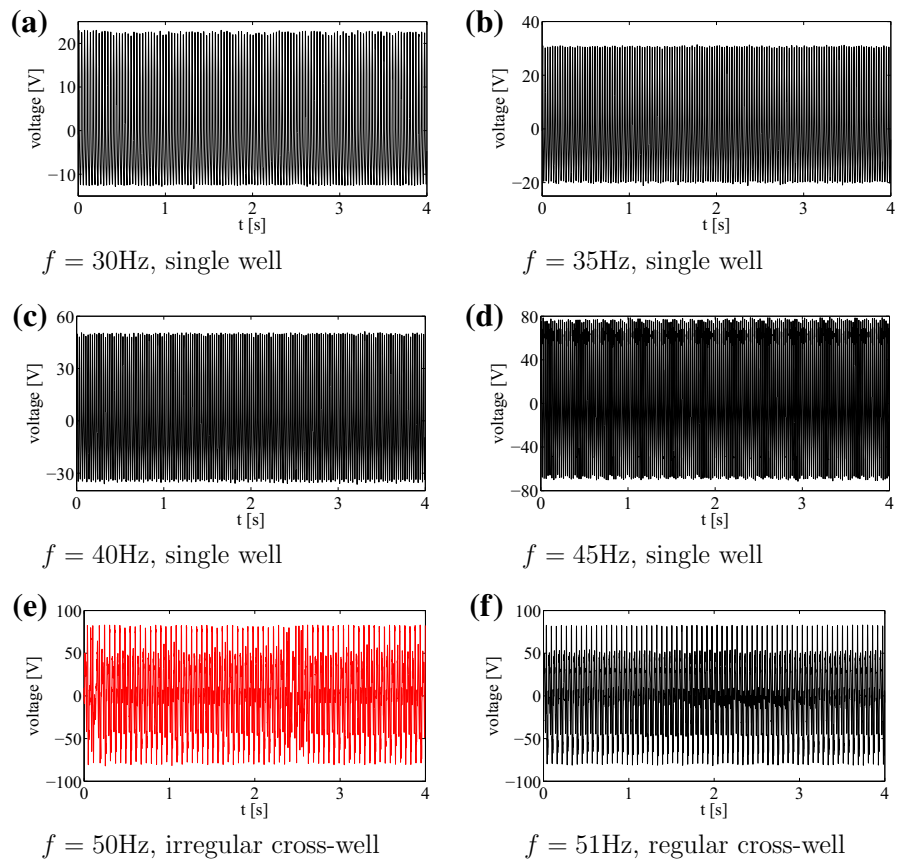 (a)
20
10
0
−10
voltage [V]
0 1 2 3 4
t [s]
f = 30Hz, single well
(b)
40
20
0
−20
voltage [V]
0 1 2 3 4
t [s]
f = 35Hz, single well
(c)
60
30
0
−30
voltage [V]
0 1 2 3 4
t [s]
f = 40Hz, single well
(d)
80
40
0
−40
−80
voltage [V]
0 1 2 3 4
t [s]
f = 45Hz, single well
(e)
100
50
0
−50
−100
voltage [V]
0 1 2 3 4
t [s]
f = 50Hz, irregular cross-well
(f)
100
50
0
−50
−100
voltage [V]
0 1 2 3 4
t [s]
f = 51Hz, regular cross-well